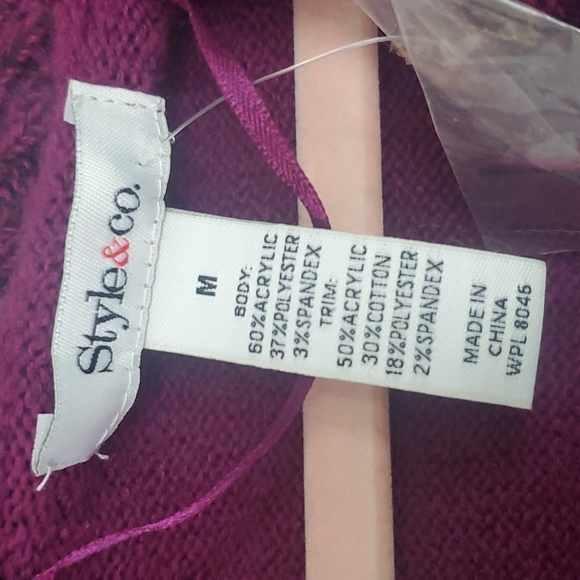 Style&co.
M
BODY:
60%ACRYLIC
37%POLYESTER
3%SPANDEX
TRIM:
50%ACRYLIC
30%COTTON
18%POLYESTER
2%SPANDEX
MADE IN
CHINA
WPL 8045